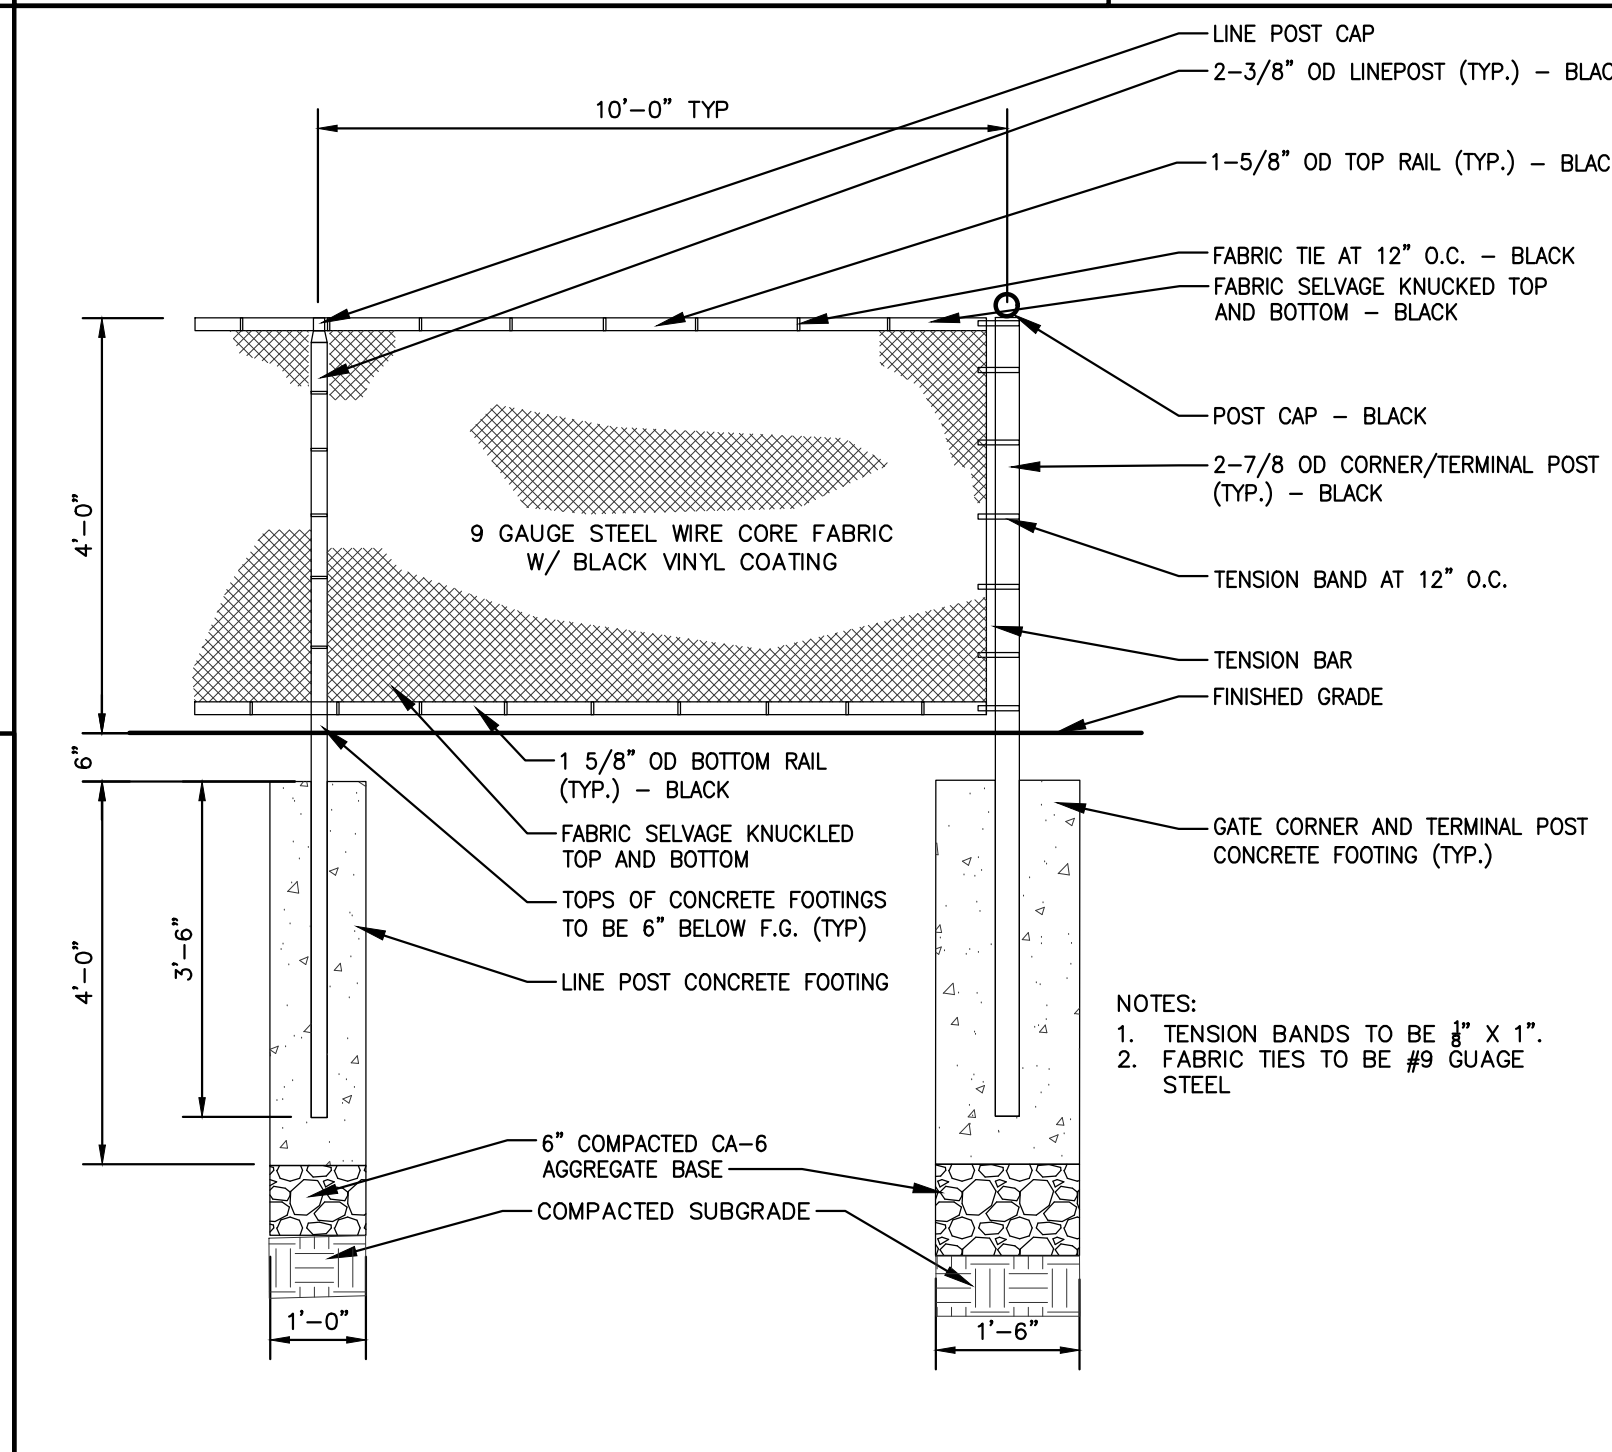 LINE POST CAP
2-3/8" OD LINEPOST (TYP.) - BLAC
10'-0" TYP
1-5/8" OD TOP RAIL (TYP.) - BLAC
FABRIC TIE AT 12" O.C. - BLACK
FABRIC SELVAGE KNUCKED TOP
AND BOTTOM - BLACK
POST CAP - BLACK
2-7/8 OD CORNER/TERMINAL POST
(TYP.) - BLACK
4'-0"
9 GAUGE STEEL WIRE CORE FABRIC
W/ BLACK VINYL COATING
TENSION BAND AT 12" O.C.
TENSION BAR
FINISHED GRADE
6"
1 5/8" OD BOTTOM RAIL
(TYP.) - BLACK
FABRIC SELVAGE KNUCKLED
TOP AND BOTTOM
GATE CORNER AND TERMINAL POST
CONCRETE FOOTING (TYP.)
TOPS OF CONCRETE FOOTINGS
TO BE 6" BELOW F.G. (TYP)
4'-0"
3'-6"
LINE POST CONCRETE FOOTING
NOTES:
1. TENSION BANDS TO BE 1/8" X 1".
2. FABRIC TIES TO BE #9 GUAGE
STEEL
6" COMPACTED CA-6
AGGREGATE BASE
COMPACTED SUBGRADE
1'-0"
1'-6"